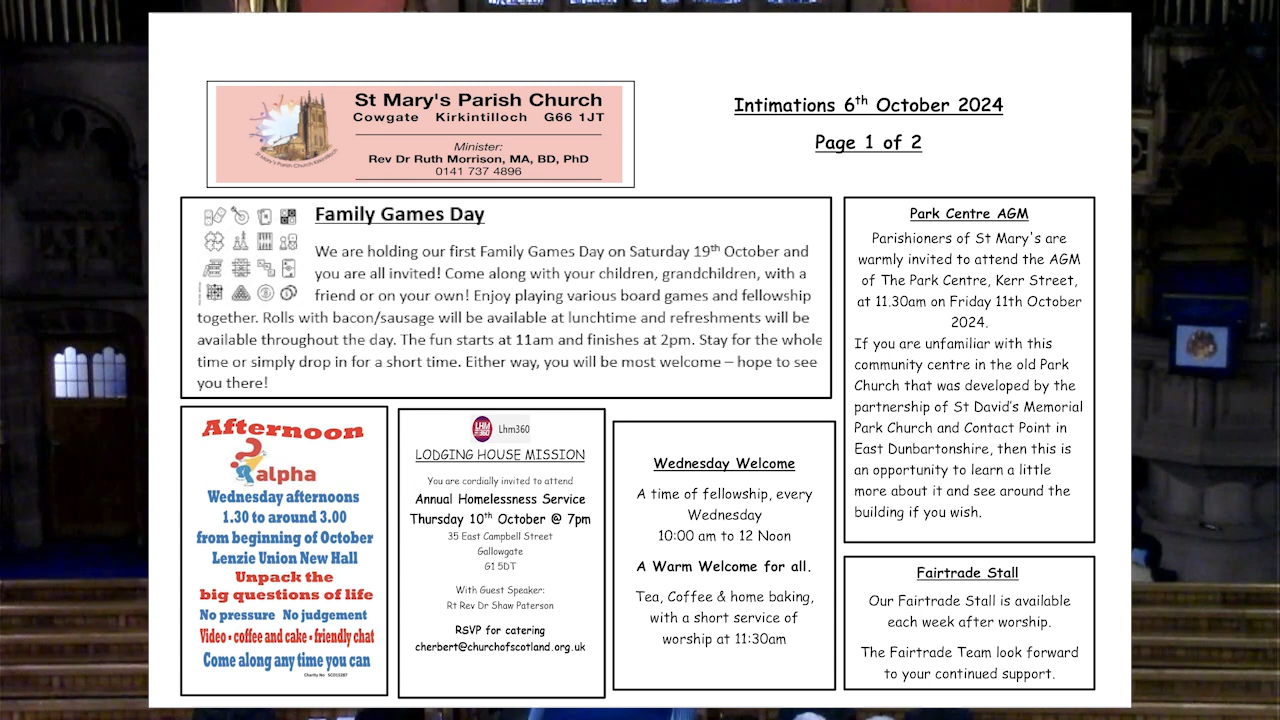 St Mary's Parish Church
Cowgate Kirkintilloch G66 1JT
Minister:
Rev Dr Ruth Morrison, MA, BD, PhD
0141 737 4896
St Mary's Parish Church Kirkintilloch
Intimations 6th October 2024
Page 1 of 2
Family Games Day
We are holding our first Family Games Day on Saturday 19th October and
you are all invited! Come along with your children, grandchildren, with a
friend or on your own! Enjoy playing various board games and fellowship
together. Rolls with bacon/sausage will be available at lunchtime and refreshments will be
available throughout the day. The fun starts at 11am and finishes at 2pm. Stay for the whole
time or simply drop in for a short time. Either way, you will be most welcome – hope to see
you there!
Park Centre AGM
Parishioners of St Mary's are
warmly invited to attend the AGM
of The Park Centre, Kerr Street,
at 11.30am on Friday 11th October
2024.
If you are unfamiliar with this
community centre in the old Park
Church that was developed by the
partnership of St David's Memorial
Park Church and Contact Point in
East Dunbartonshire, then this is
an opportunity to learn a little
more about it and see around the
building if you wish.
Afternoon
alpha
Wednesday afternoons
1.30 to around 3.00
from beginning of October
Lenzie Union New Hall
Unpack the
big questions of life
No pressure No judgement
Video - coffee and cake - friendly chat
Come along any time you can
Charity No SC015287
LHM
360
Lhm360
LODGING HOUSE MISSION
You are cordially invited to attend
Annual Homelessness Service
Thursday 10th October @ 7pm
35 East Campbell Street
Gallowgate
G1 5DT
With Guest Speaker:
Rt Rev Dr Shaw Paterson
RSVP for catering
cherbert@churchofscotland.org.uk
Wednesday Welcome
A time of fellowship, every
Wednesday
10:00 am to 12 Noon
A Warm Welcome for all.
Tea, Coffee & home baking,
with a short service of
worship at 11:30am
Fairtrade Stall
Our Fairtrade Stall is available
each week after worship.
The Fairtrade Team look forward
to your continued support.